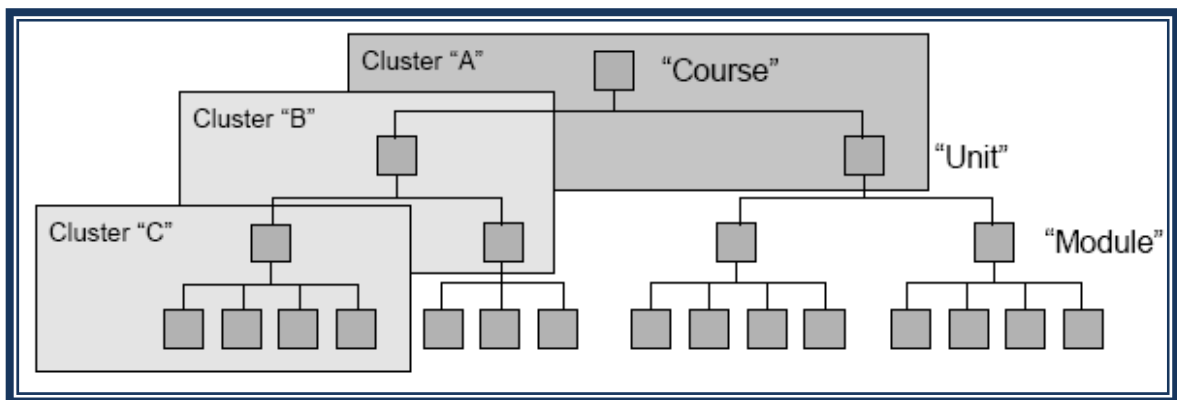 Cluster “A”
“Course”
Cluster “B”
“Unit”
Cluster “C”
“Module”